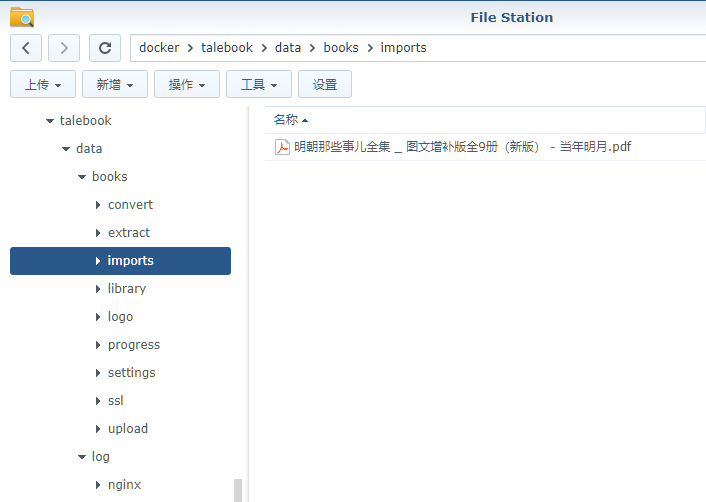 File Station
docker > talebook > data > books > imports
上传 新增 操作 工具 设置
talebook
data
books
convert
extract
imports
library
logo
progress
settings
ssl
upload
log
nginx
名称
明朝那些事儿全集 _ 图文增补版全9册（新版） - 当年明月.pdf